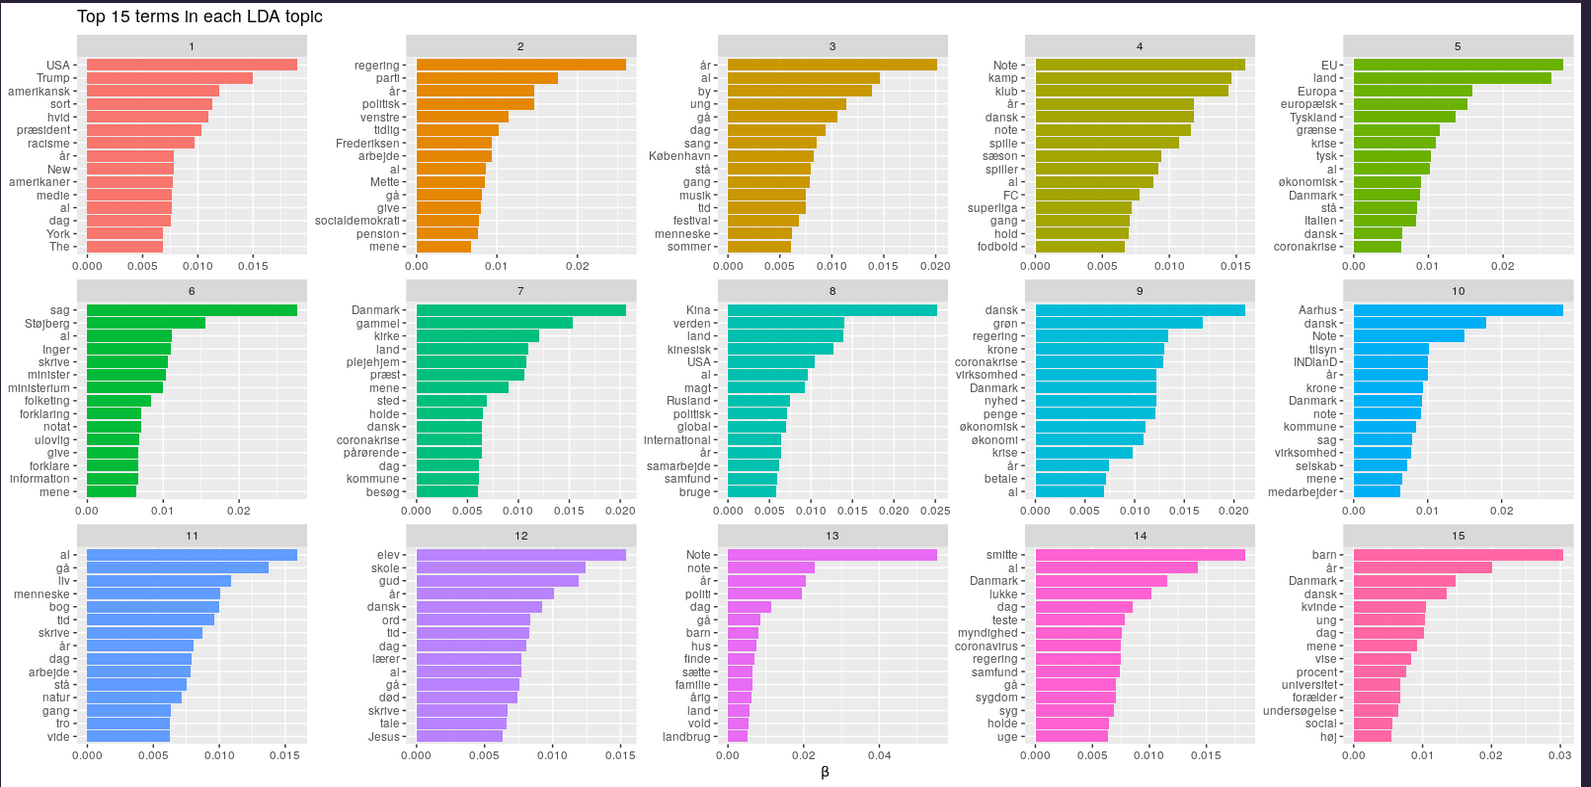 Top 15 terms in each LDA topic
1
USA
Trump
amerikansk
sort
hvid
præsident
racisme
år
New
amerikaner
medie
al
dag
York
The
0.000 0.005 0.010 0.015
2
regering
parti
år
politisk
venstre
tidlig
Frederiksen
arbejde
al
Mette
gå
give
socialdemokrati
pension
mene
0.00 0.01 0.02
3
år
al
by
ung
gå
dag
sang
København
stå
gang
musik
tid
festival
menneske
sommer
0.000 0.005 0.010 0.015 0.020
4
Note
kamp
klub
år
dansk
note
spille
sæson
spiller
al
FC
superliga
gang
hold
fodbold
0.000 0.005 0.010 0.015
5
EU
land
Europa
europælsk
Tyskland
grænse
krise
tysk
al
økonomisk
Danmark
stå
Italien
dansk
coronakrise
0.00 0.01 0.02
6
sag
Støjberg
al
Inger
skrive
minister
ministerium
folketing
forklaring
notat
ulovlig
give
forklare
Information
mene
0.00 0.01 0.02
7
Danmark
gammel
kirke
land
plejehjem
præst
mene
sted
holde
dansk
coronakrise
pårørende
dag
kommune
besøg
0.000 0.005 0.010 0.015 0.020
8
Kina
verden
land
kinesisk
USA
al
magt
Rusland
politisk
global
international
år
samarbejde
samfund
bruge
0.000 0.005 0.010 0.015 0.020 0.025
9
dansk
grøn
regering
krone
coronakrise
virksomhed
Danmark
nyhed
penge
økonomisk
økonomi
krise
år
betale
al
0.000 0.005 0.010 0.015 0.020
10
Aarhus
dansk
Note
tilsyn
INDlanD
år
krone
Danmark
note
kommune
sag
virksomhed
selskab
mene
medarbejder
0.00 0.01 0.02
11
al
gå
liv
menneske
bog
tid
skrive
år
dag
arbejde
stå
natur
gang
tro
vide
0.000 0.005 0.010 0.015
12
elev
skole
gud
år
dansk
ord
tid
dag
lærer
al
gå
død
skrive
tale
Jesus
0.000 0.005 0.010 0.015
13
Note
note
år
politi
dag
gå
barn
hus
finde
sætte
familie
årig
land
vold
landbrug
0.00 0.02 0.04
14
smitte
al
Danmark
lukke
dag
teste
myndighed
coronavirus
regering
samfund
gå
sygdom
syg
holde
uge
0.000 0.005 0.010 0.015
15
barn
år
Danmark
dansk
kvinde
ung
dag
mene
vise
procent
universitet
forælder
undersøgelse
social
høj
0.00 0.01 0.02 0.03
β